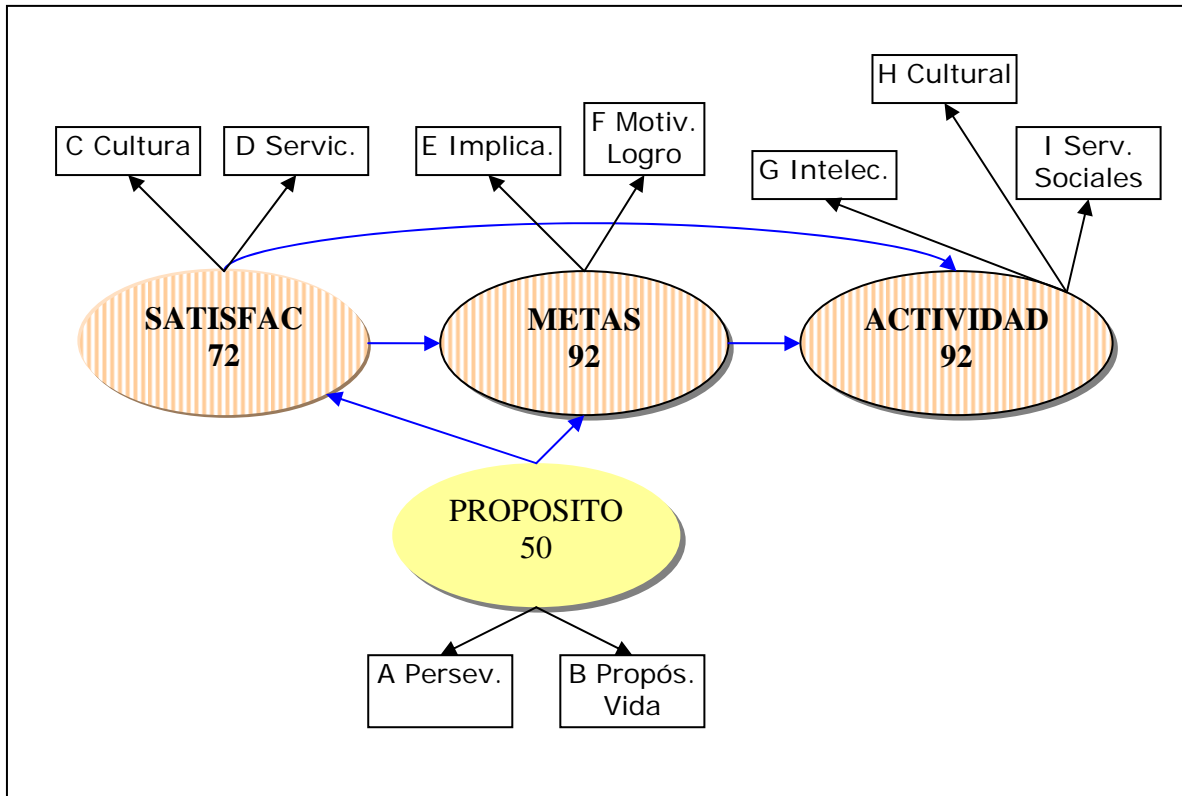 H Cultural
C Cultura
D Servic.
E Implica.
F Motiv.
Logro
G Intelec.
I Serv.
Sociales
SATISFAC
72
METAS
92
ACTIVIDAD
92
PROPOSITO
50
A Persev.
B Propós.
Vida